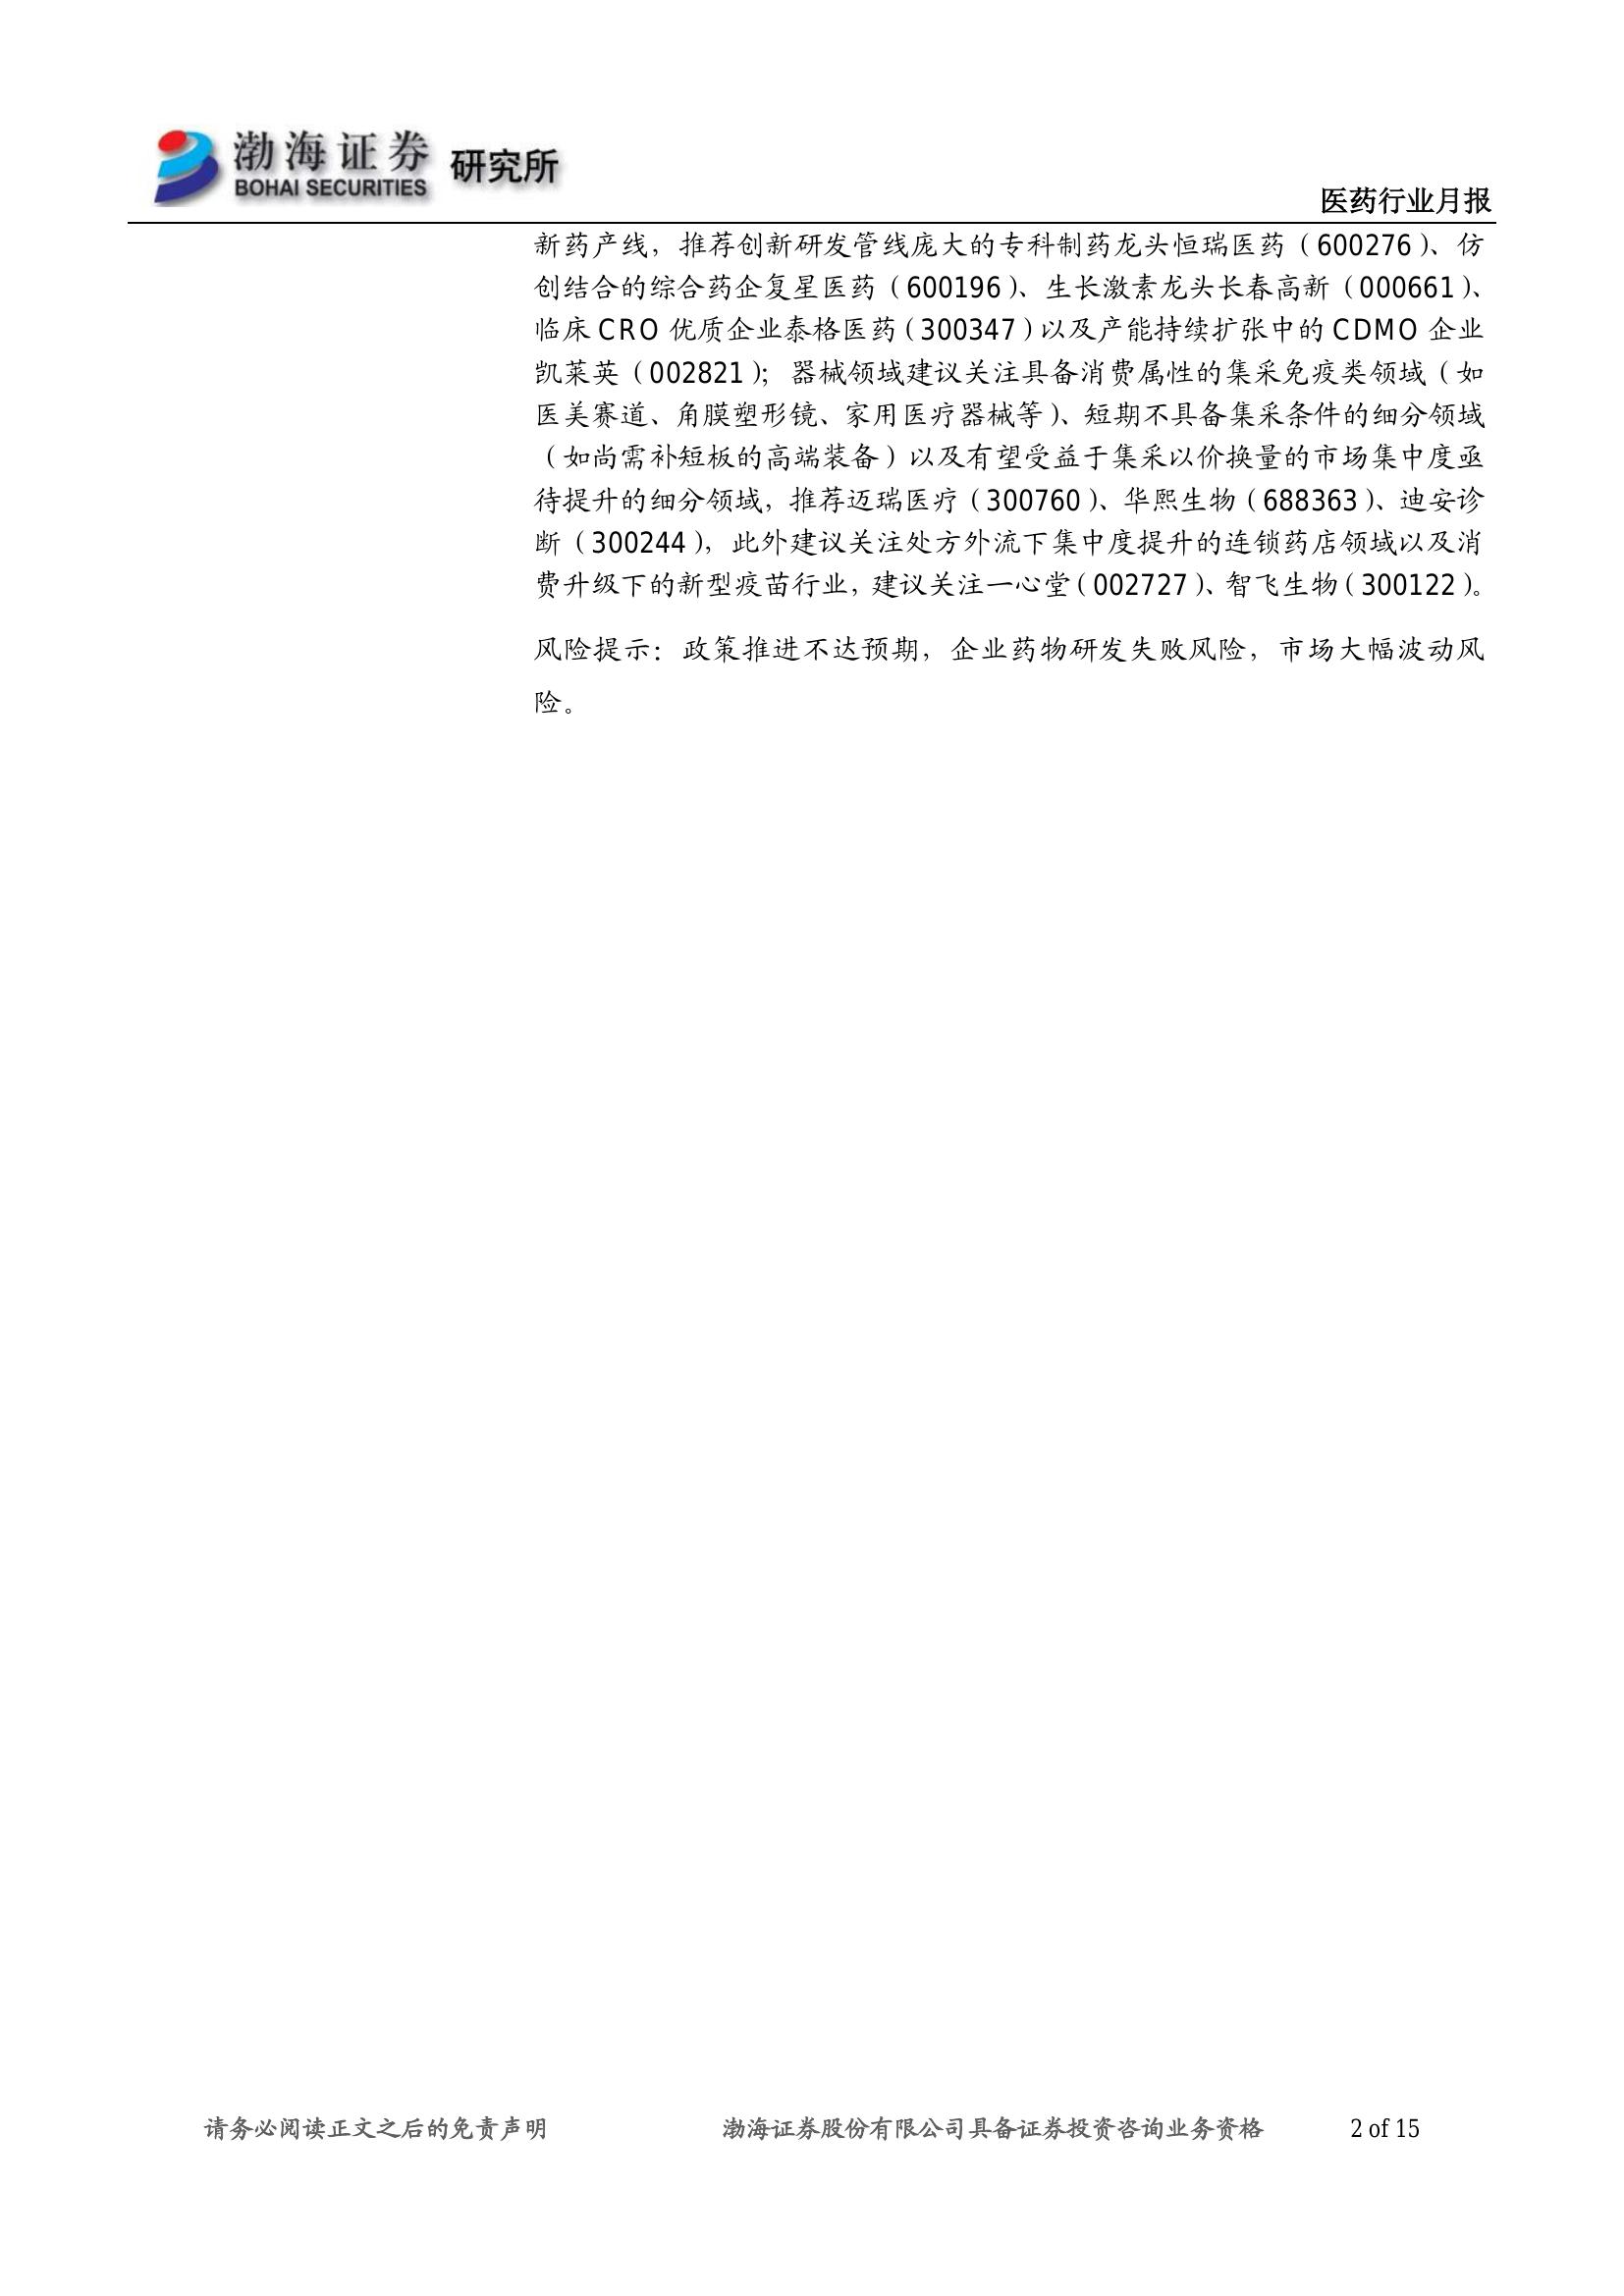 渤海证券 研究所
BOHAI SECURITIES
医药行业月报
新药产线，推荐创新研发管线庞大的专科制药龙头恒瑞医药（600276）、仿
创结合的综合药企复星医药（600196）、生长激素龙头长春高新（000661）、
临床 CRO 优质企业泰格医药（300347）以及产能持续扩张中的 CDMO 企业
凯莱英（002821）；器械领域建议关注具备消费属性的集采免疫类领域（如
医美赛道、角膜塑形镜、家用医疗器械等）、短期不具备集采条件的细分领域
（如尚需补短板的高端装备）以及有望受益于集采以价换量的市场集中度亟
待提升的细分领域，推荐迈瑞医疗（300760）、华熙生物（688363）、迪安诊
断（300244），此外建议关注处方外流下集中度提升的连锁药店领域以及消
费升级下的新型疫苗行业，建议关注一心堂（002727）、智飞生物（300122）。
风险提示：政策推进不达预期，企业药物研发失败风险，市场大幅波动风
险。
请务必阅读正文之后的免责声明 渤海证券股份有限公司具备证券投资咨询业务资格 2 of 15